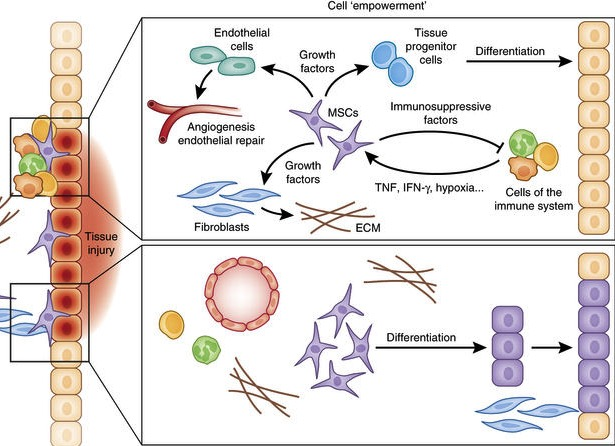 Cell ‘empowerment’
Endothelial
cells
Growth
factors
Tissue
progenitor
cells
Differentiation
MSCs
Immunosuppressive
factors
Angiogenesis
endothelial repair
Growth
factors
TNF, IFN-γ, hypoxia...
Cells of the
immune system
Fibroblasts
ECM
Tissue
injury
Differentiation